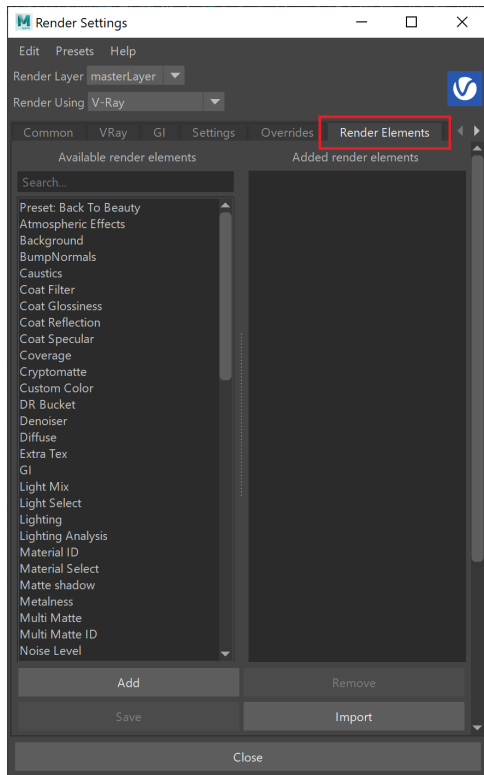 Render Settings
Edit Presets Help
Render Layer masterLayer
Render Using V-Ray
Common VRay GI Settings Overrides Render Elements
Available render elements
Added render elements
Search...
Preset: Back To Beauty
Atmospheric Effects
Background
BumpNormals
Caustics
Coat Filter
Coat Glossiness
Coat Reflection
Coat Specular
Coverage
Cryptomatte
Custom Color
DR Bucket
Denoiser
Diffuse
Extra Tex
GI
Light Mix
Light Select
Lighting
Lighting Analysis
Material ID
Material Select
Matte shadow
Metalness
Multi Matte
Multi Matte ID
Noise Level
Add Remove
Save Import
Close